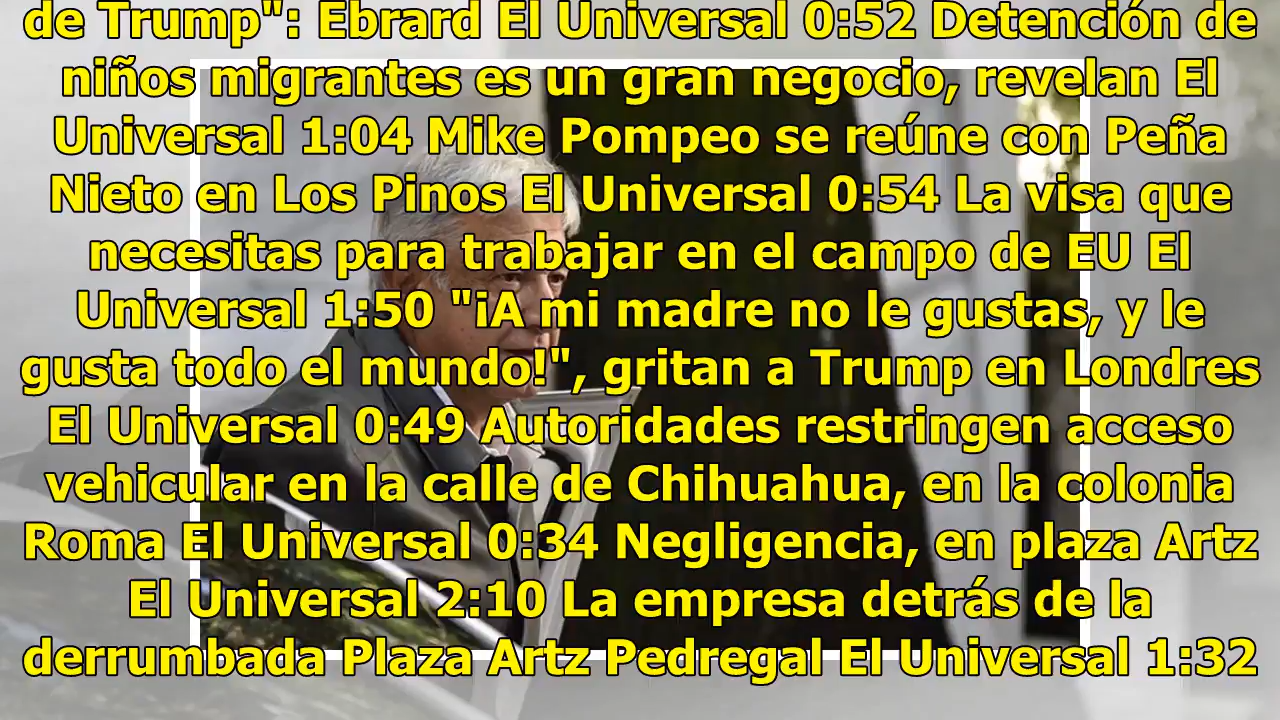 de Trump": Ebrard El Universal 0:52 Detención de
niños migrantes es un gran negocio, revelan El
Universal 1:04 Mike Pompeo se reúne con Peña
Nieto en Los Pinos El Universal 0:54 La visa que
necesitas para trabajar en el campo de EU El
Universal 1:50 "¡A mi madre no le gustas, y le
gusta todo el mundo!", gritan a Trump en Londres
El Universal 0:49 Autoridades restringen acceso
vehicular en la calle de Chihuahua, en la colonia
Roma El Universal 0:34 Negligencia, en plaza Artz
El Universal 2:10 La empresa detrás de la
derrumbada Plaza Artz Pedregal El Universal 1:32